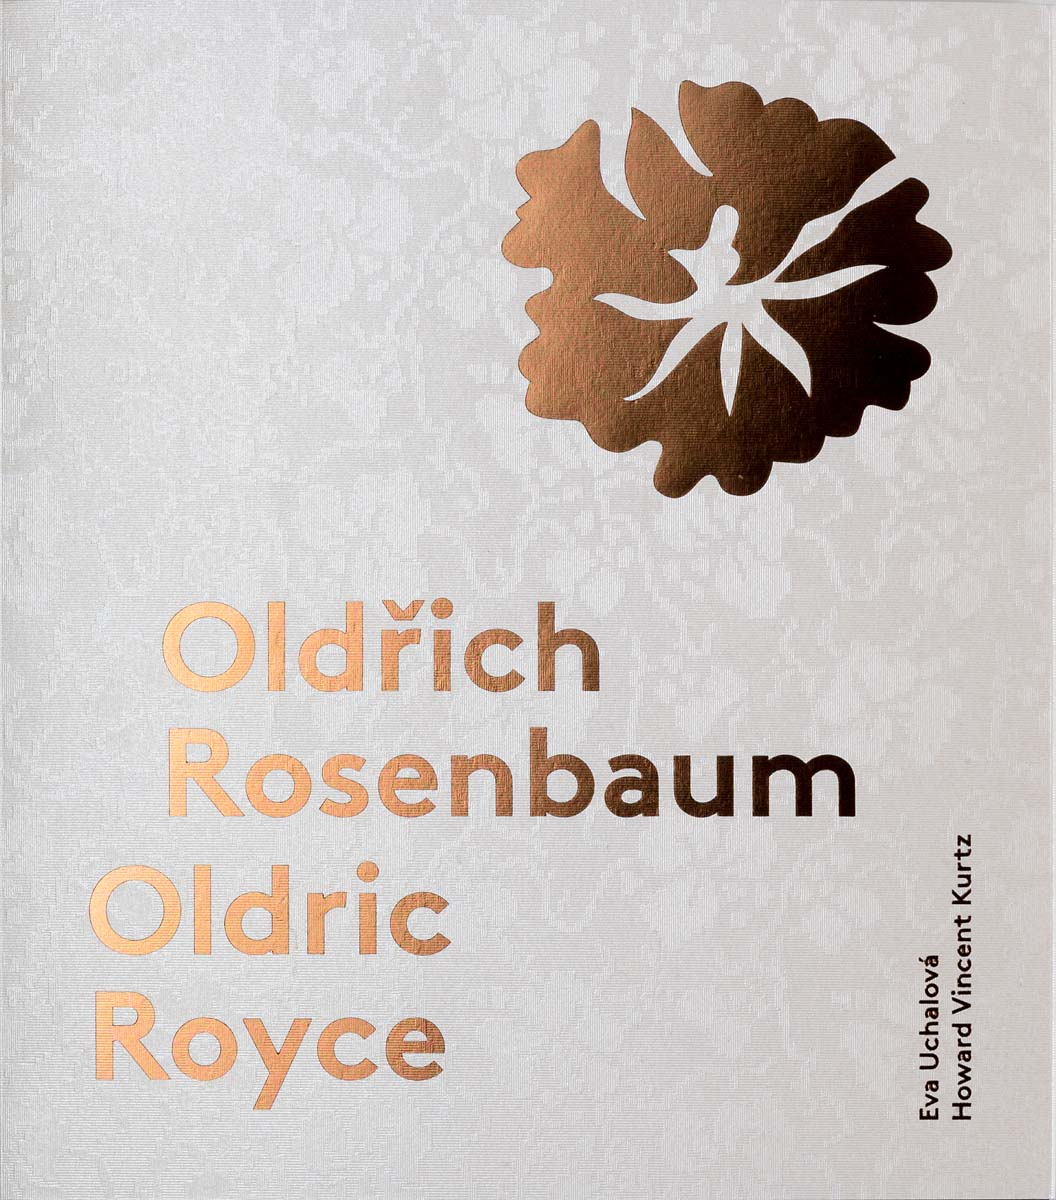 Oldřich
Rosenbaum
Oldric
Royce
Eva Uchalová
Howard Vincent Kurtz